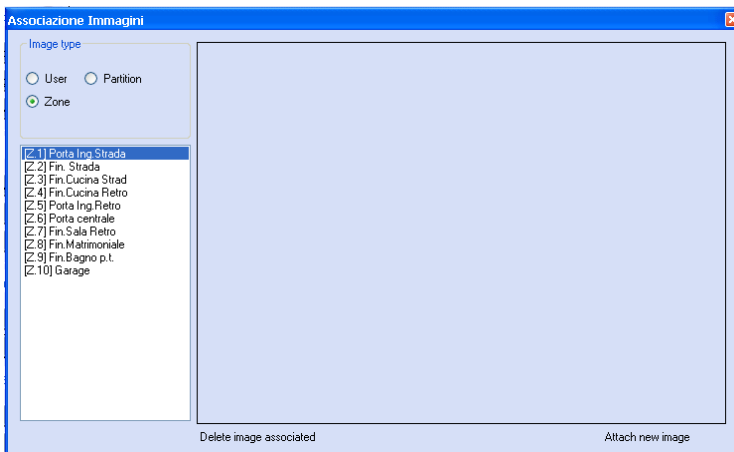 Associazione Immagini
Image type
User Partition
Zone
[Z.1] Porta Ing.Strada
[Z.2] Fin. Strada
[Z.3] Fin.Cucina Strad
[Z.4] Fin.Cucina Retro
[Z.5] Porta Ing.Retro
[Z.6] Porta centrale
[Z.7] Fin.Sala Retro
[Z.8] Fin.Matrimoniale
[Z.9] Fin.Bagno p.t.
[Z.10] Garage
Delete image associated Attach new image